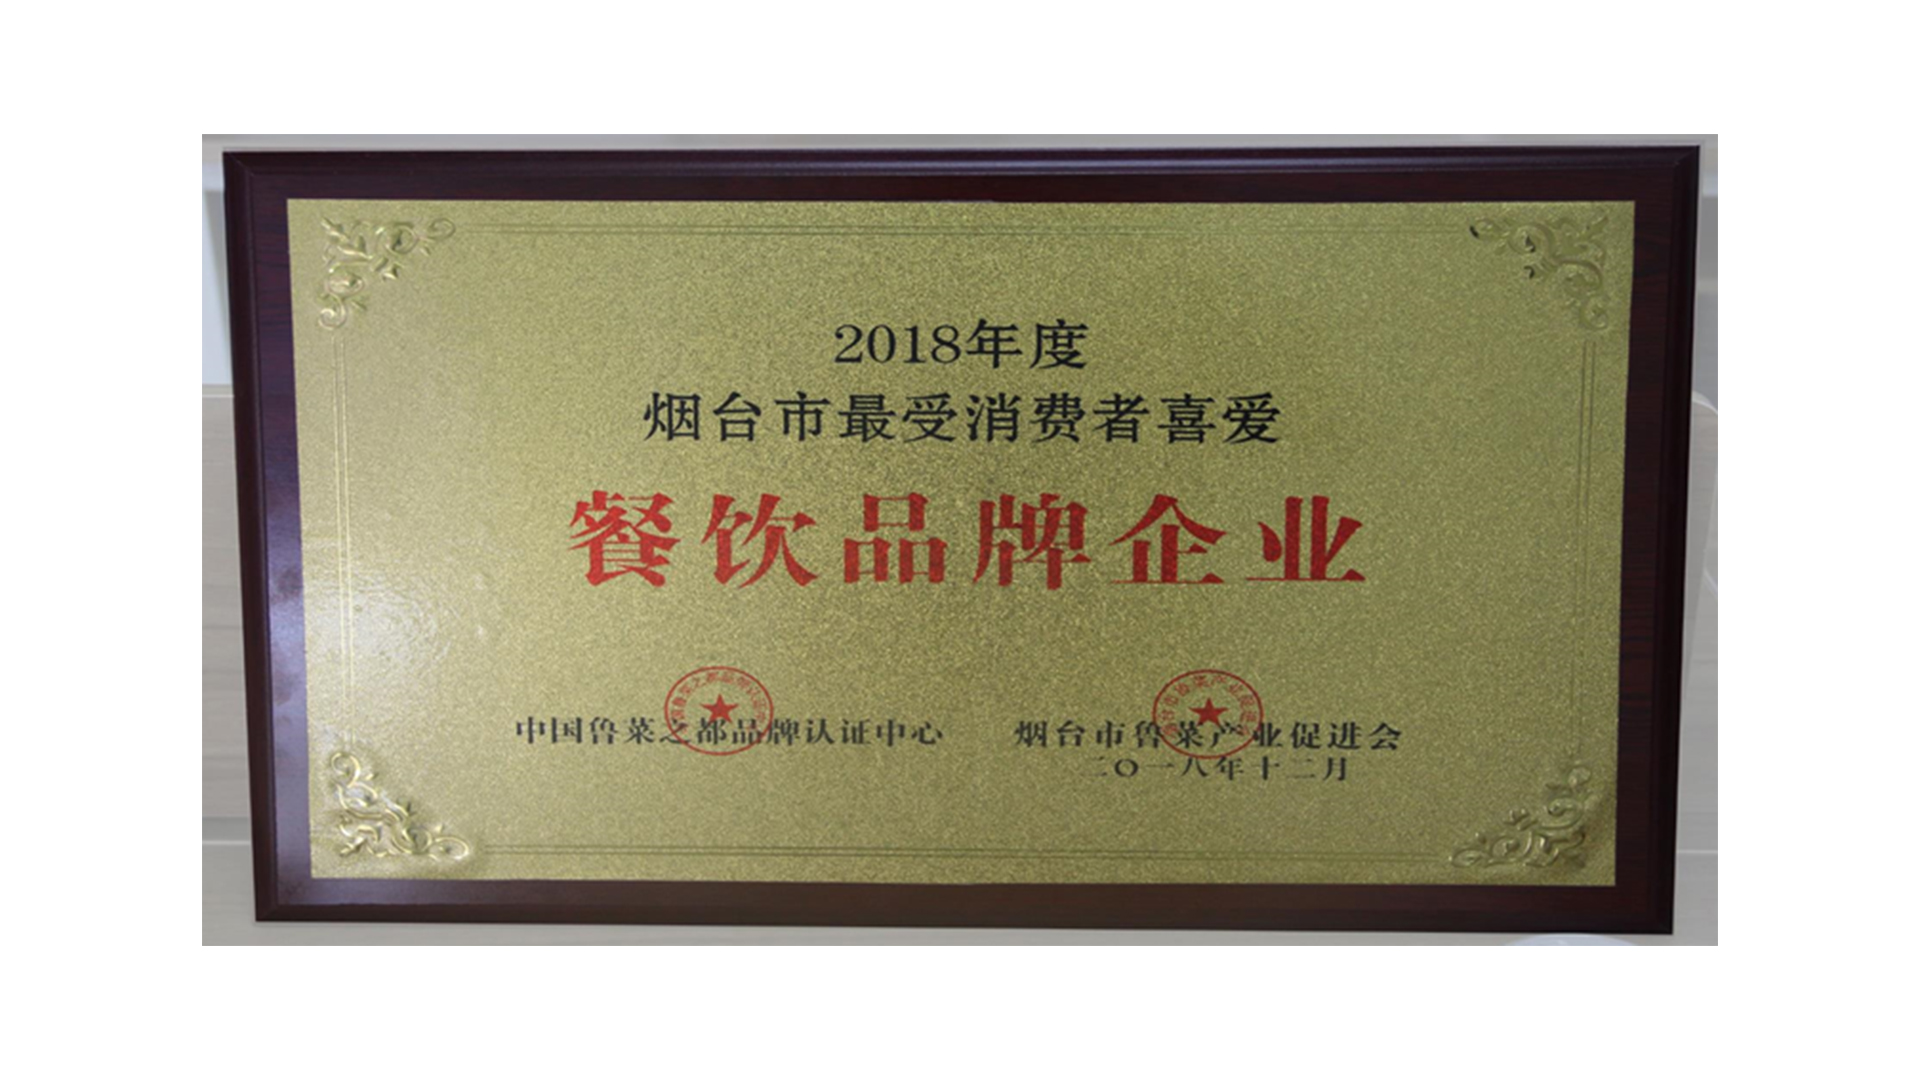 2018年度
烟台市最受消费者喜爱
餐饮品牌企业
中国鲁菜之都品牌认证中心 烟台市鲁菜产业促进会
二〇一八年十二月